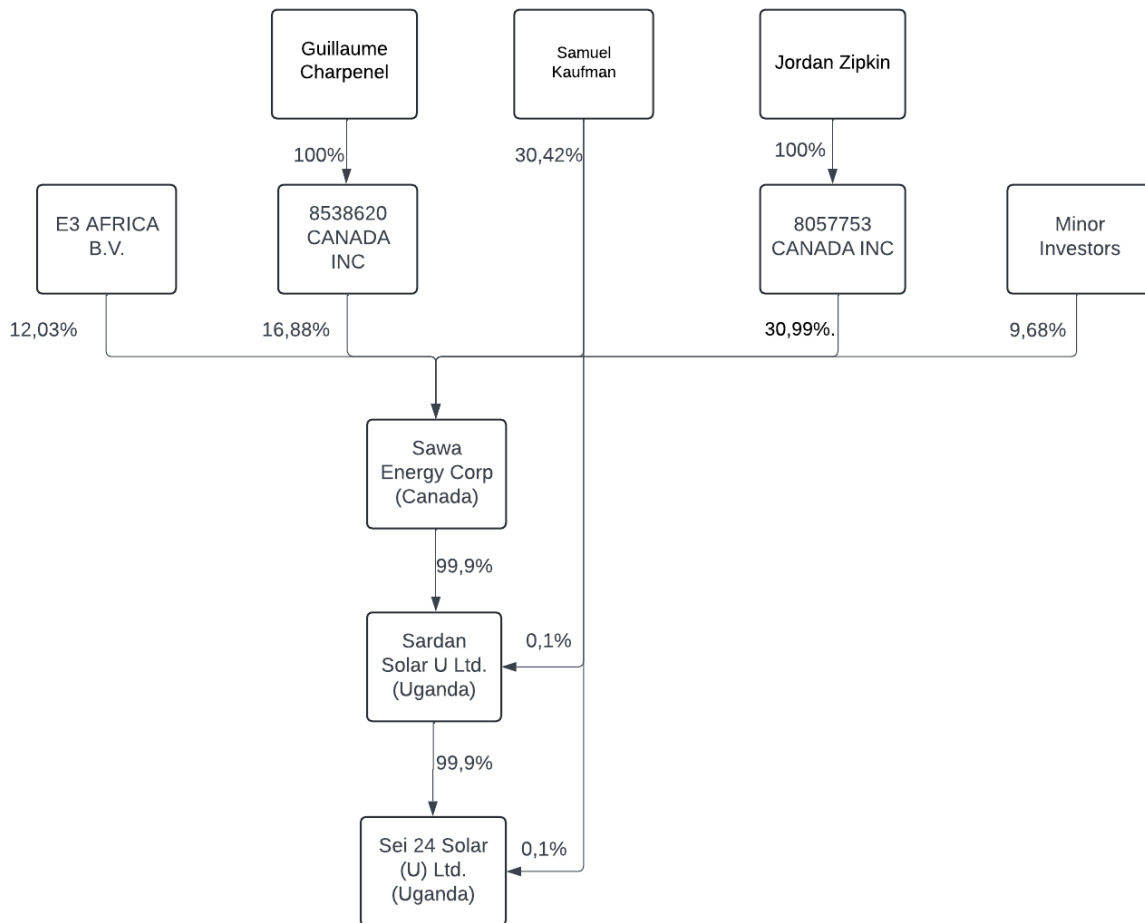 Guillaume
Charpenel
Samuel
Kaufman
Jordan Zipkin
100%
30,42%
100%
E3 AFRICA
B.V.
8538620
CANADA
INC
8057753
CANADA INC
Minor
Investors
12,03%
16,88%
30,99%.
9,68%
Sawa
Energy Corp
(Canada)
99,9%
Sardan
Solar U Ltd.
(Uganda)
0,1%
99,9%
Sei 24 Solar
(U) Ltd.
(Uganda)
0,1%